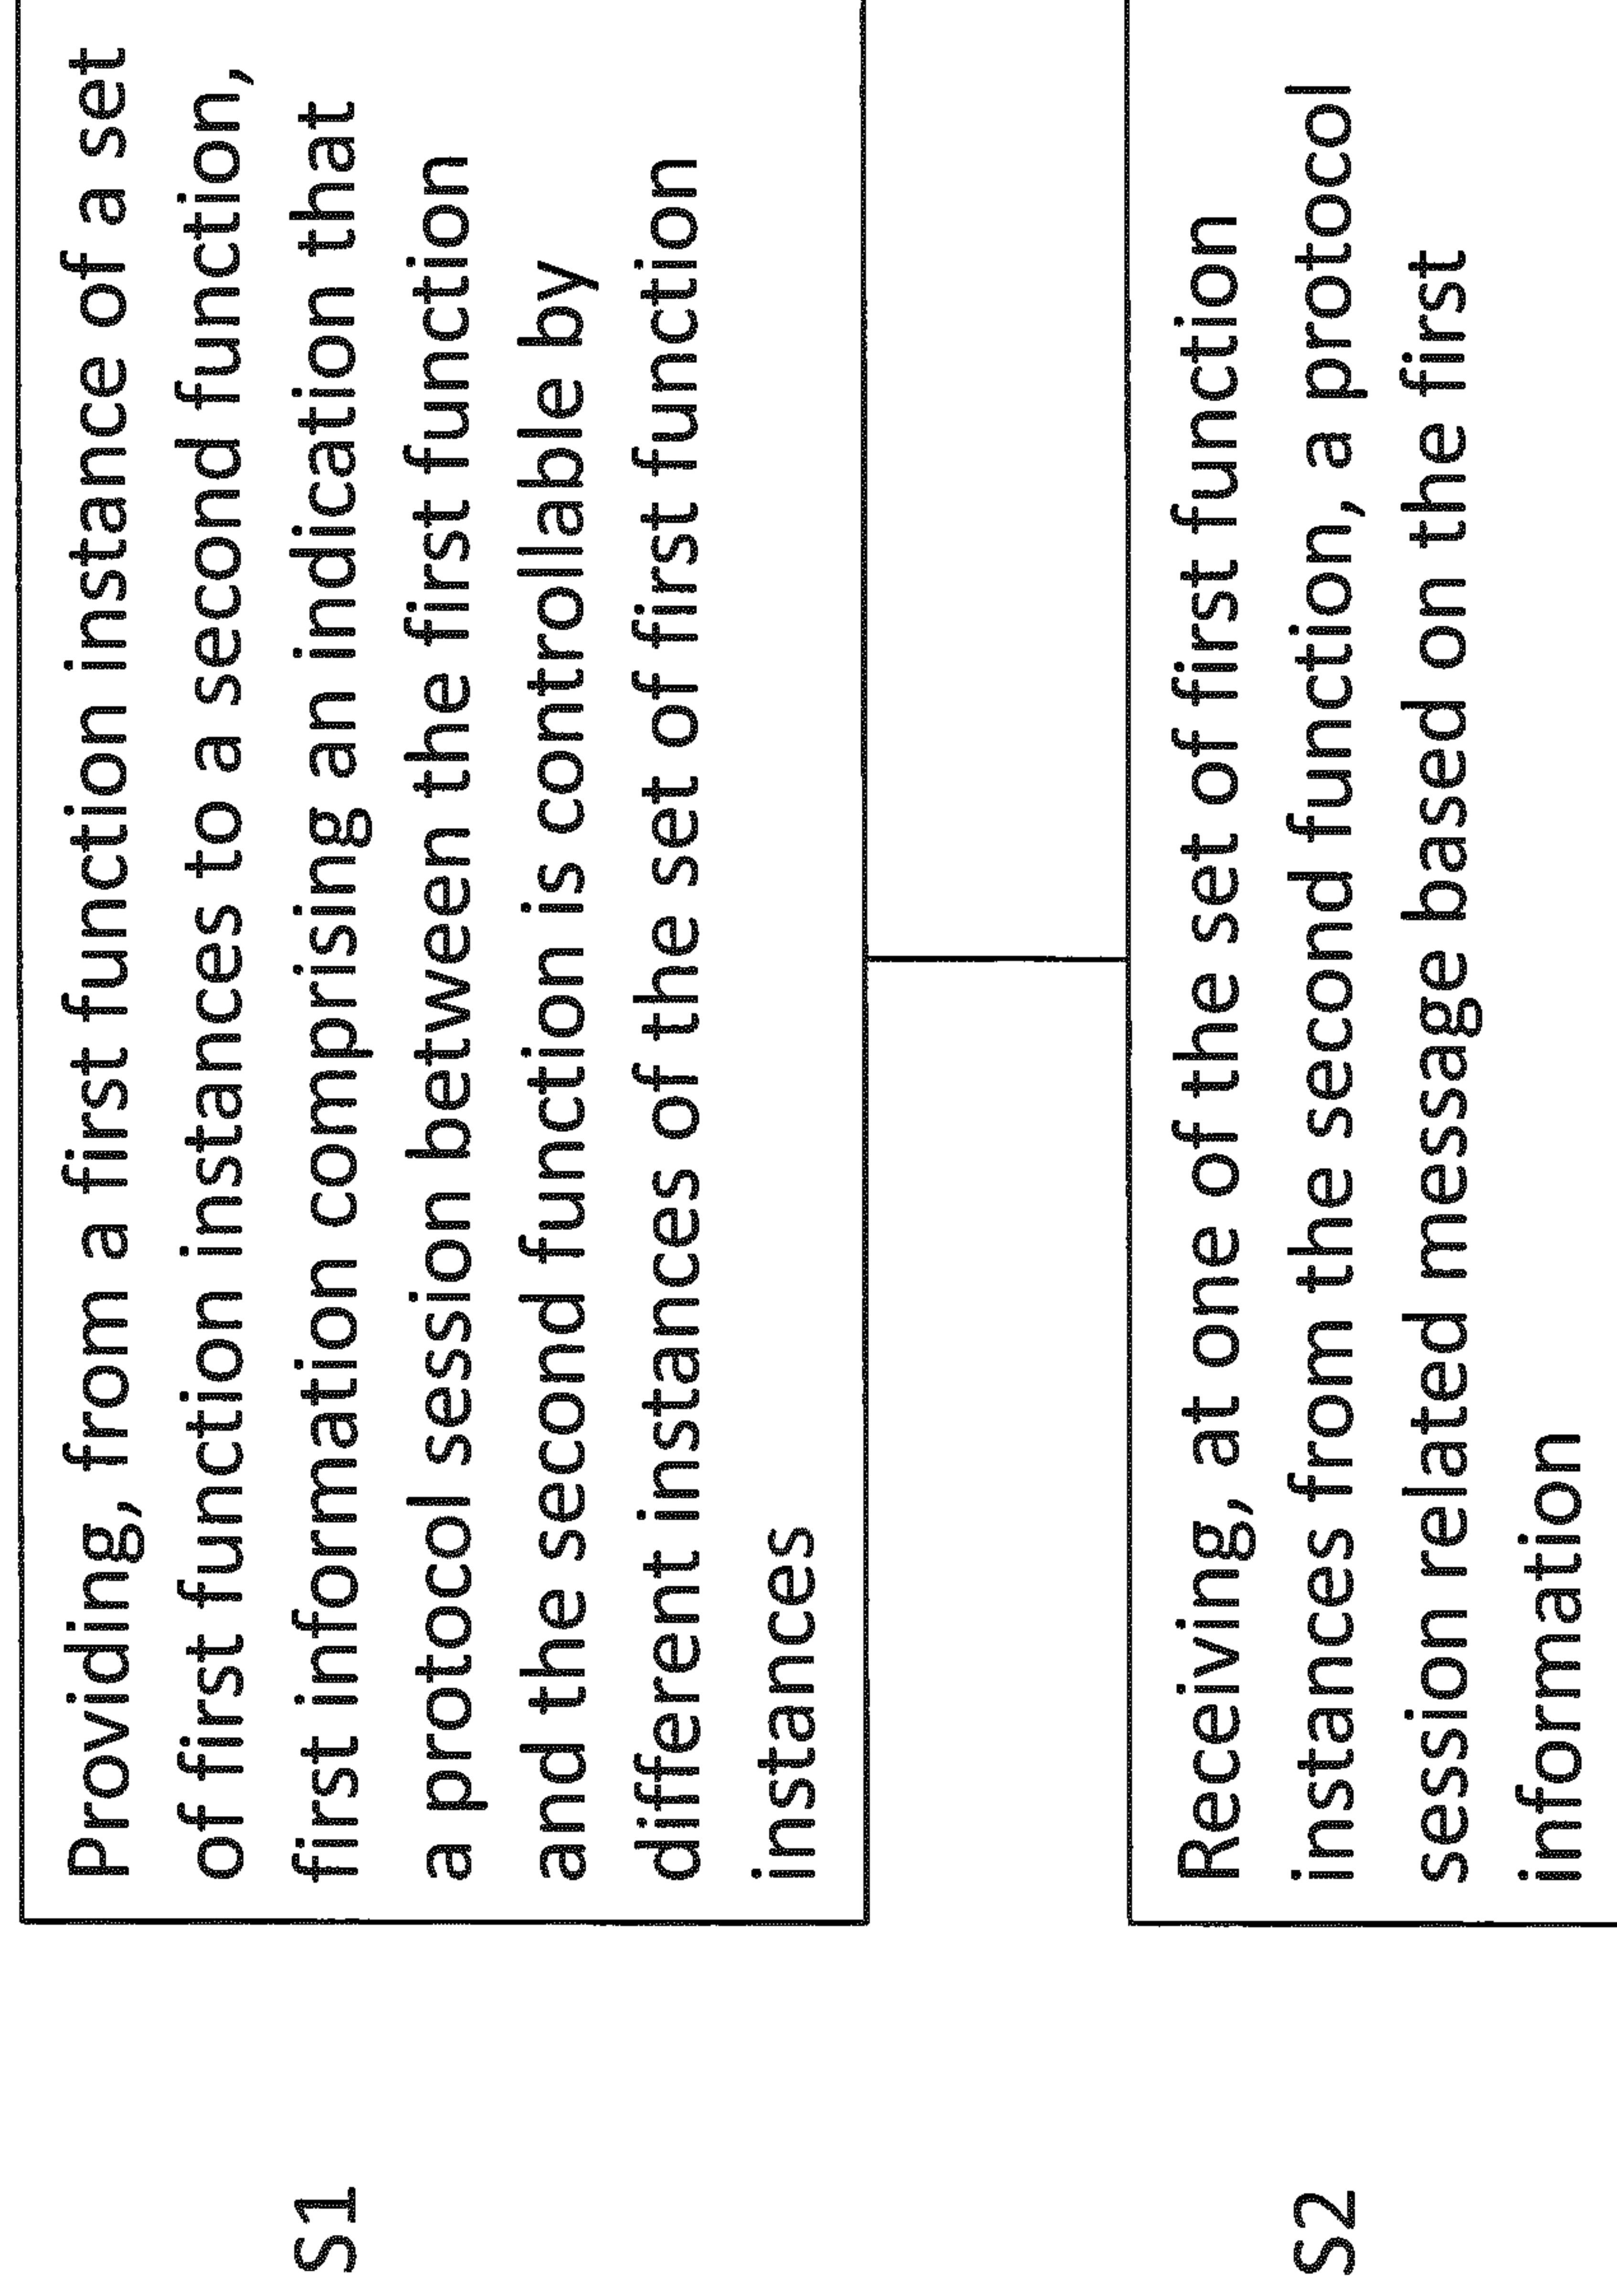 Providing, from a first function instance of a set
of first function instances to a second function,
first information comprising an indication that
a protocol session between the first function
and the second function is controllable by
different instances of the set of first function
instances
S1
Receiving, at one of the set of first function
instances from the second function, a protocol
session related message based on the first
information
S2